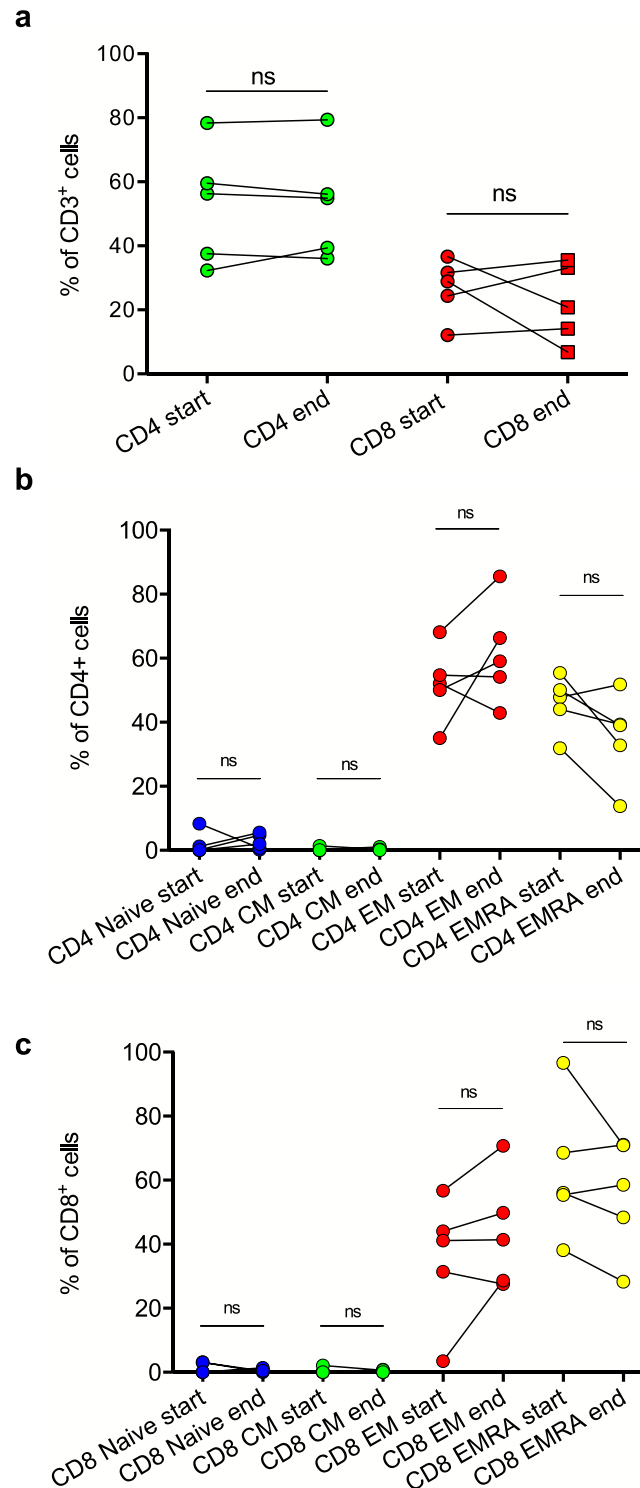 a
100
80
60
40
20
0
% of CD3⁺ cells
ns
ns
CD4 start
CD4 end
CD8 start
CD8 end
b
100
80
60
40
20
0
% of CD4+ cells
ns
ns
ns
ns
CD4 Naive start
CD4 Naive end
CD4 CM start
CD4 CM end
CD4 EM start
CD4 EM end
CD4 EMRA start
CD4 EMRA end
c
100
80
60
40
20
0
% of CD8⁺ cells
ns
ns
ns
ns
CD8 Naive start
CD8 Naive end
CD8 CM start
CD8 CM end
CD8 EM start
CD8 EM end
CD8 EMRA start
CD8 EMRA end